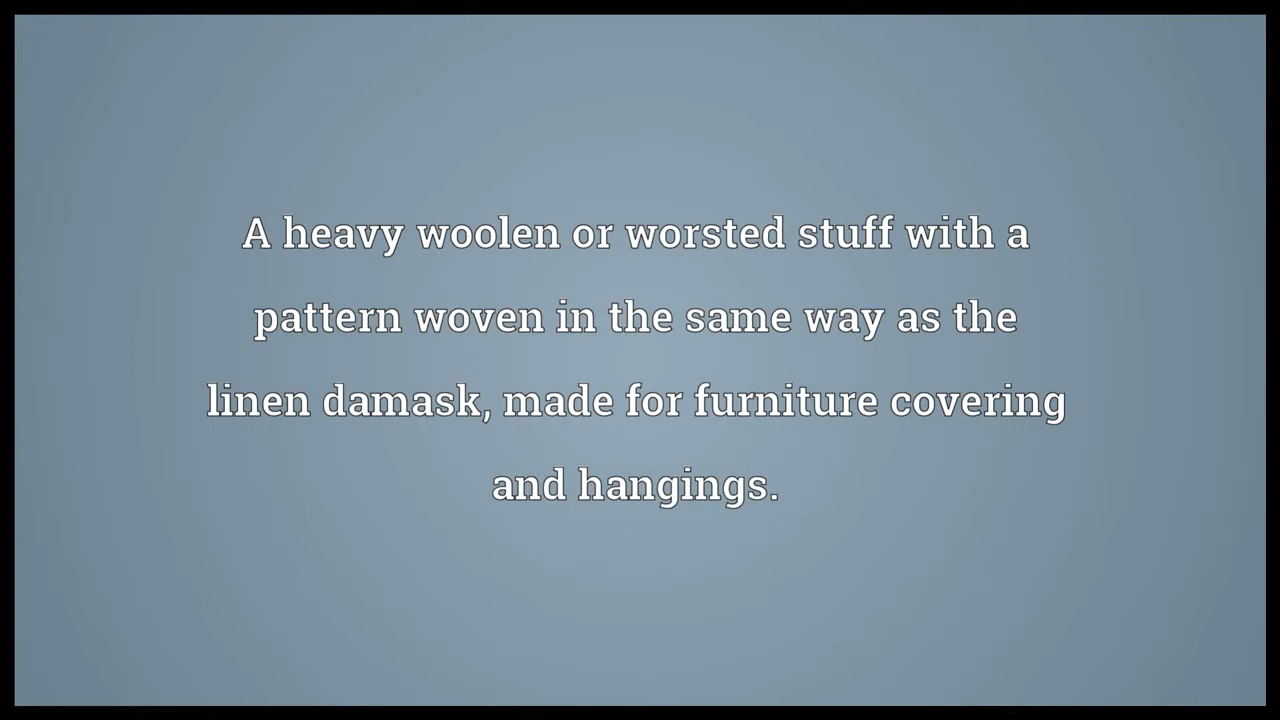 A heavy woolen or worsted stuff with a
pattern woven in the same way as the
linen damask, made for furniture covering
and hangings.